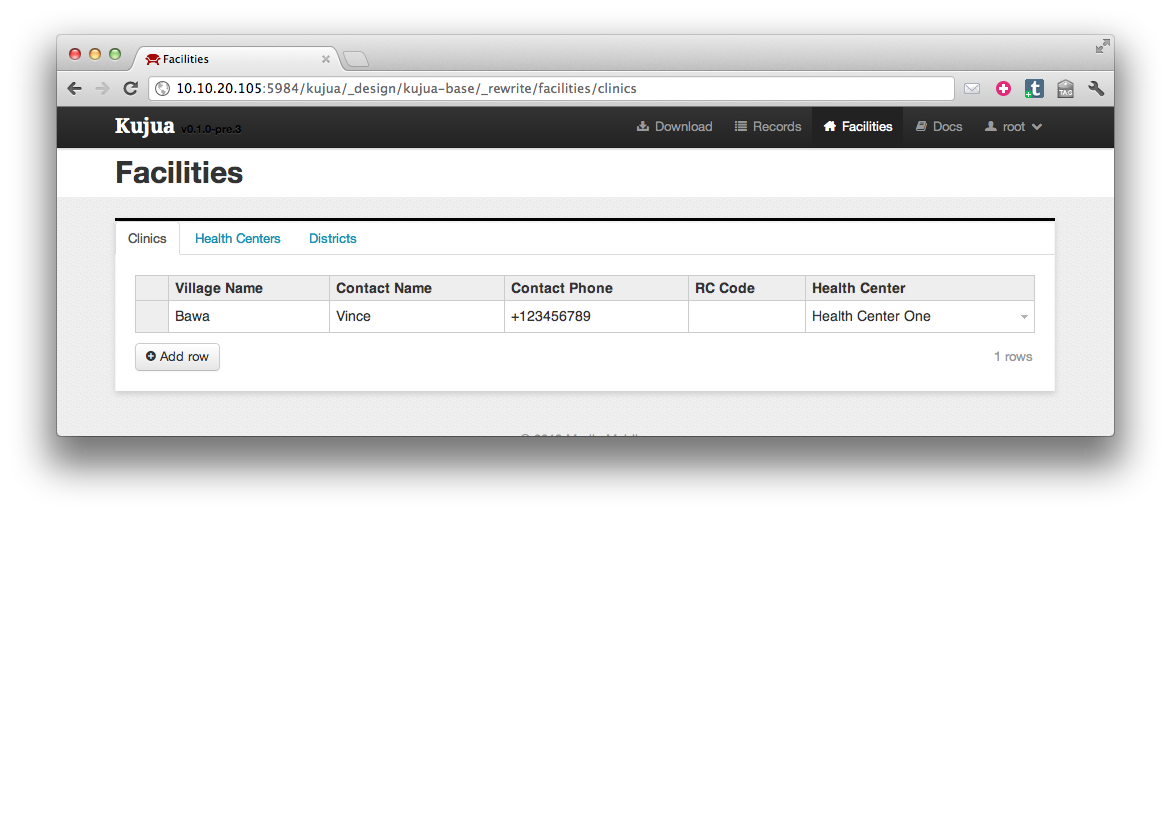 Facilities
10.10.20.105:5984/kujua/_design/kujua-base/_rewrite/facilities/clinics
TAG
Kujua v0.1.0-pre.3 Download Records Facilities Docs root
Facilities
Clinics Health Centers Districts
Village Name Contact Name Contact Phone RC Code Health Center
Bawa Vince +123456789 Health Center One
Add row 1 rows